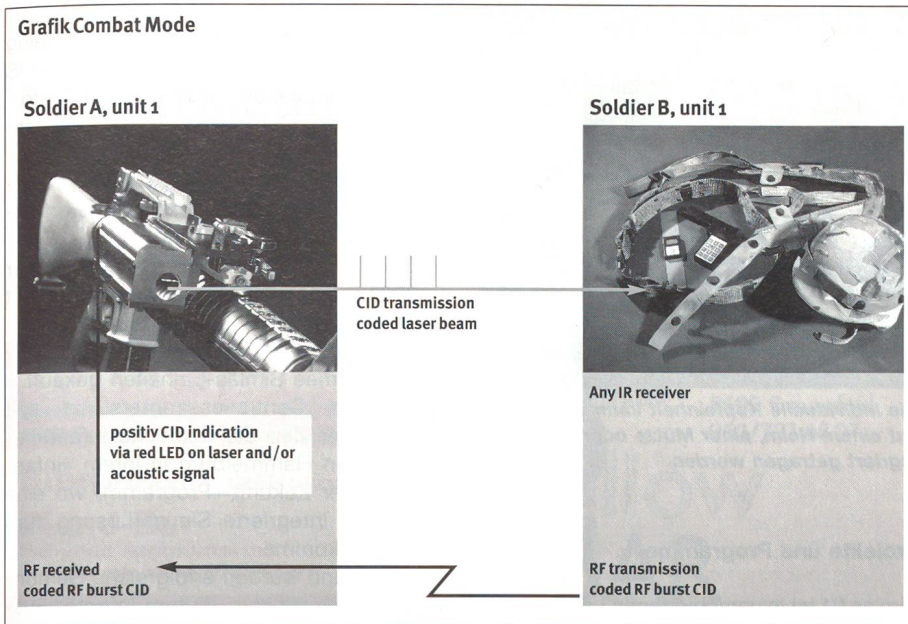 Grafik Combat Mode
Soldier A, unit 1
Soldier B, unit 1
CID transmission
coded laser beam
Any IR receiver
positiv CID indication
via red LED on laser and/or
acoustic signal
RF received
coded RF burst CID
RF transmission
coded RF burst CID